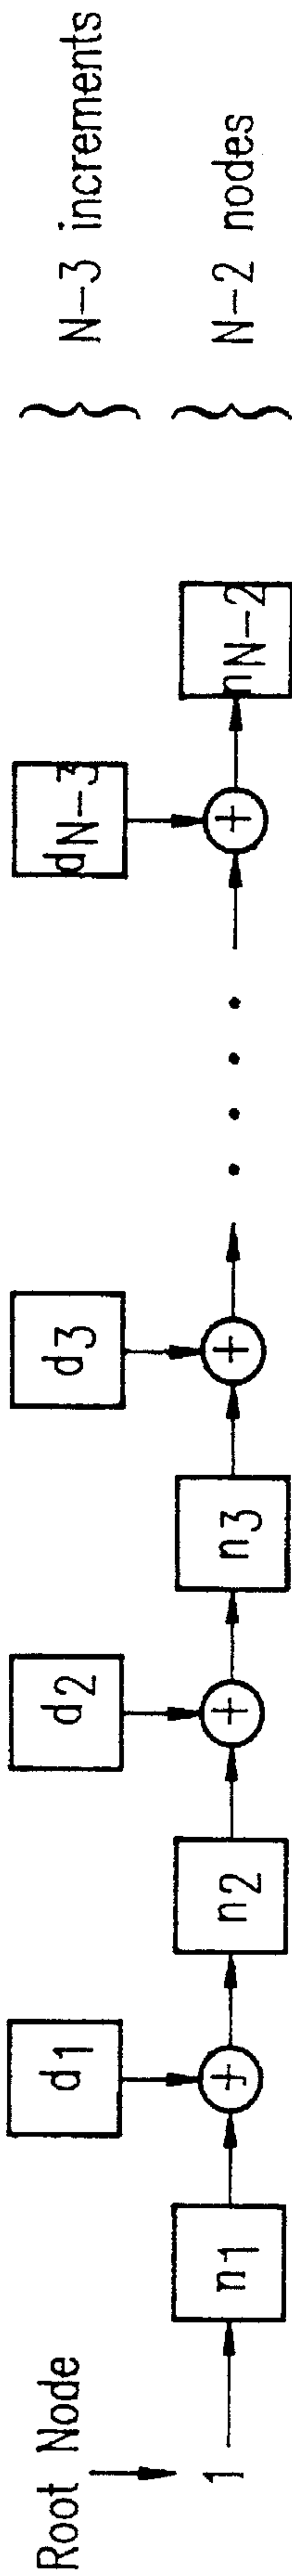 Root Node
1
d1 d2 d3 dN-3 } N-3 increments
n1 + + n2 + n3 + nN-2 } N-2 nodes